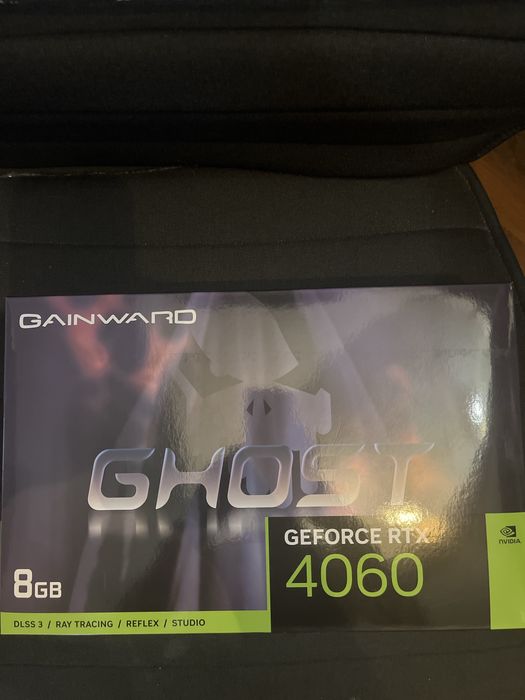 GAINWARD
GHOST
GEFORCE RTX
4060
NVIDIA.
8GB
DLSS 3 / RAY TRACING / REFLEX / STUDIO